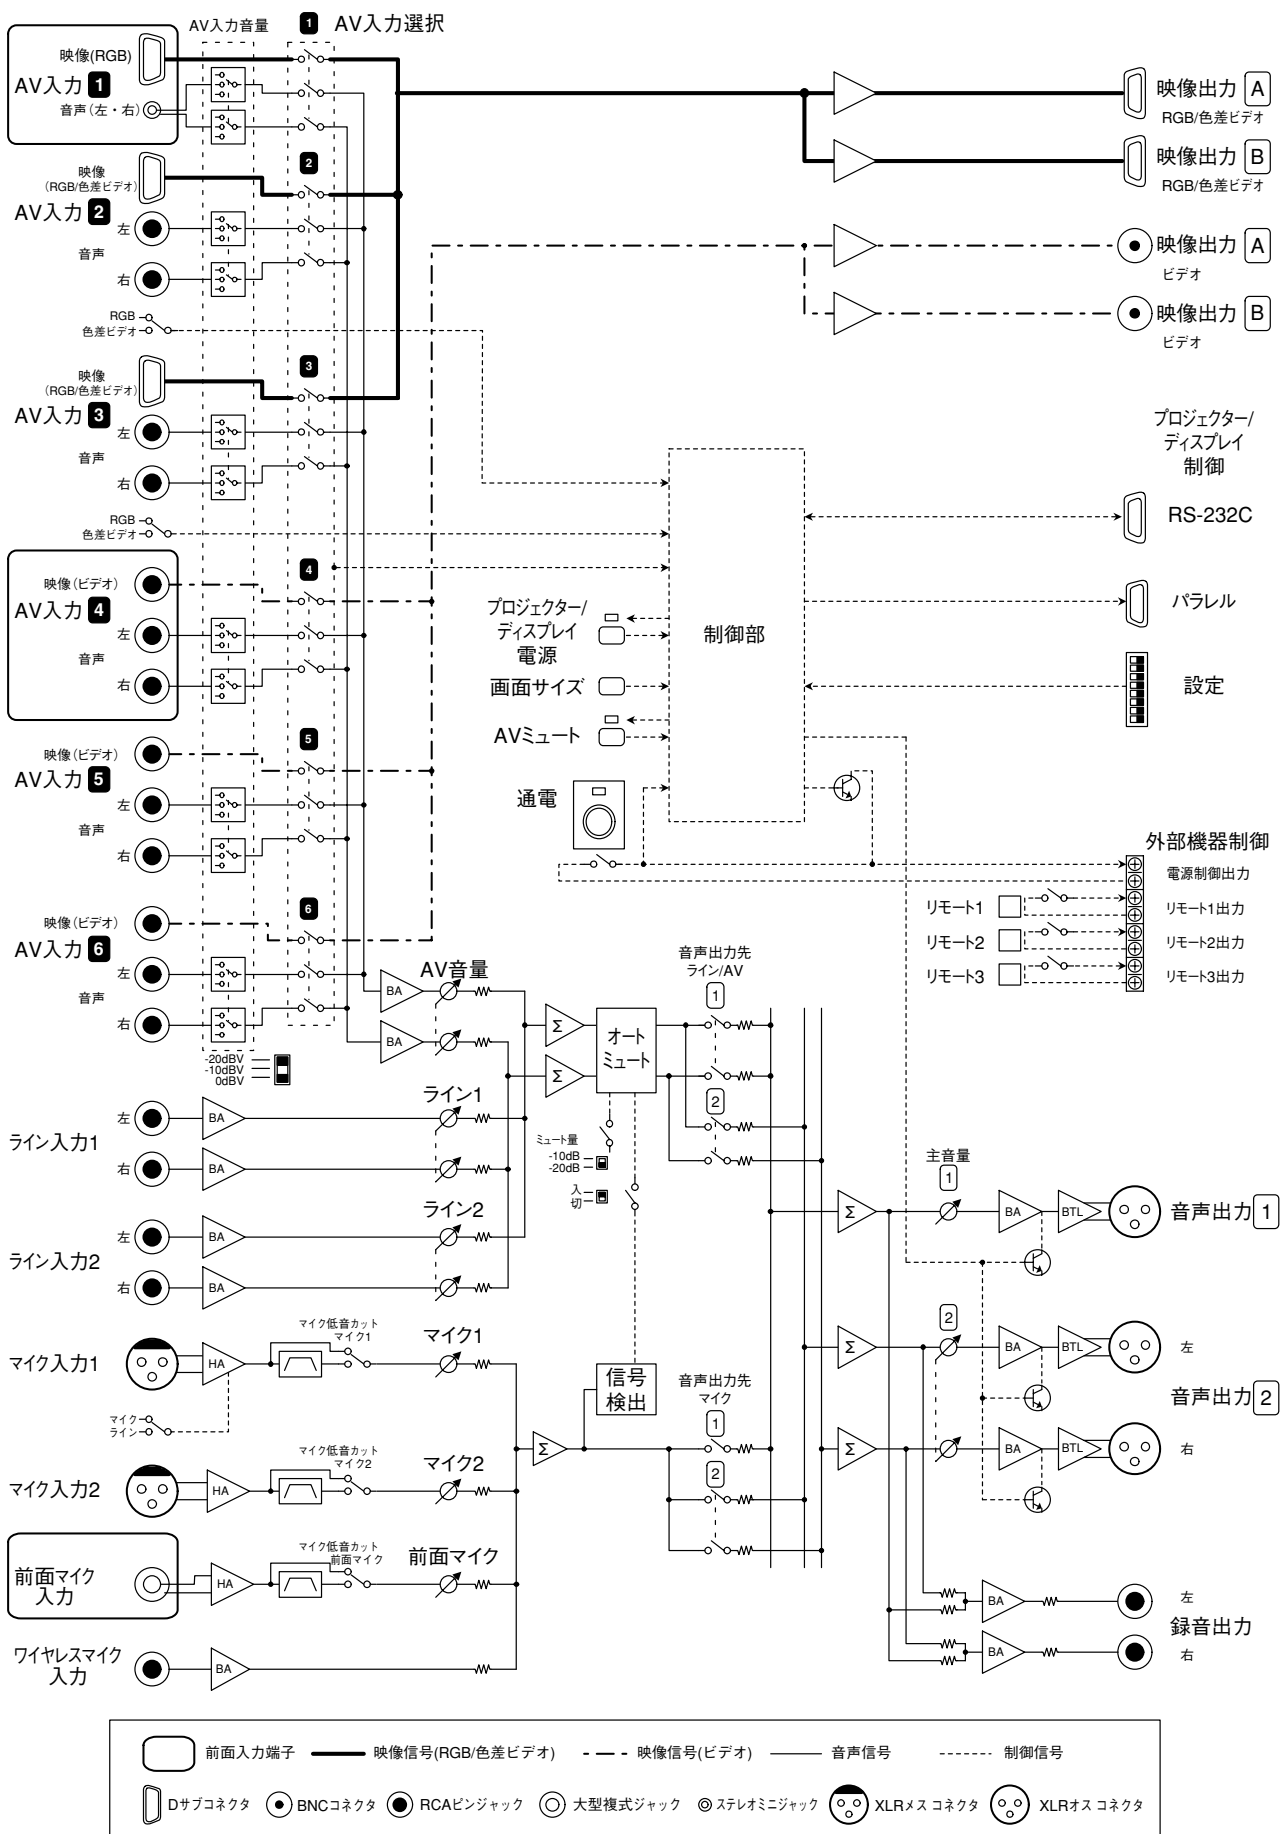 AV入力音量
1 AV入力選択
映像(RGB)
AV入力 1
音声(左・右)
映像
(RGB/色差ビデオ)
AV入力 2
左
音声
右
2
RGB
色差ビデオ
映像
(RGB/色差ビデオ)
AV入力 3
左
音声
右
3
RGB
色差ビデオ
映像(ビデオ)
AV入力 4
左
音声
右
4
映像(ビデオ)
AV入力 5
左
音声
右
5
映像(ビデオ)
AV入力 6
左
音声
右
6
-20dBV
-10dBV
0dBV
映像出力 A
RGB/色差ビデオ
映像出力 B
RGB/色差ビデオ
映像出力 A
ビデオ
映像出力 B
ビデオ
プロジェクター/
ディスプレイ
制御
RS-232C
パラレル
設定
制御部
プロジェクター/
ディスプレイ
電源
画面サイズ
AVミュート
通電
外部機器制御
電源制御出力
リモート1
リモート1出力
リモート2
リモート2出力
リモート3
リモート3出力
AV音量
BA
BA
Σ
Σ
オート
ミュート
音声出力先
ライン/AV
1
2
ミュート量
-10dB
-20dB
入
切
ライン入力1
左
BA
ライン1
右
BA
ライン入力2
左
BA
ライン2
右
BA
マイク入力1
HA
マイク低音カット
マイク1
マイク1
マイク
ライン
マイク入力2
HA
マイク低音カット
マイク2
マイク2
前面マイク
入力
HA
マイク低音カット
前面マイク
前面マイク
ワイヤレスマイク
入力
BA
Σ
信号
検出
音声出力先
マイク
1
2
主音量
1
Σ
BA
BTL
音声出力 1
2
Σ
BA
BTL
左
音声出力 2
Σ
BA
BTL
右
BA
左
録音出力
BA
右
前面入力端子
映像信号(RGB/色差ビデオ)
映像信号(ビデオ)
音声信号
制御信号
Dサブコネクタ
BNCコネクタ
RCAピンジャック
大型複式ジャック
ステレオミニジャック
XLRメス コネクタ
XLRオス コネクタ